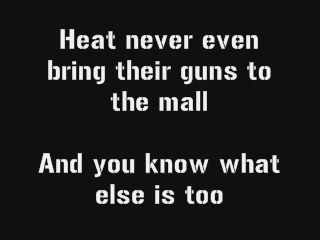 Heat never even
bring their guns to
the mall
And you know what
else is too